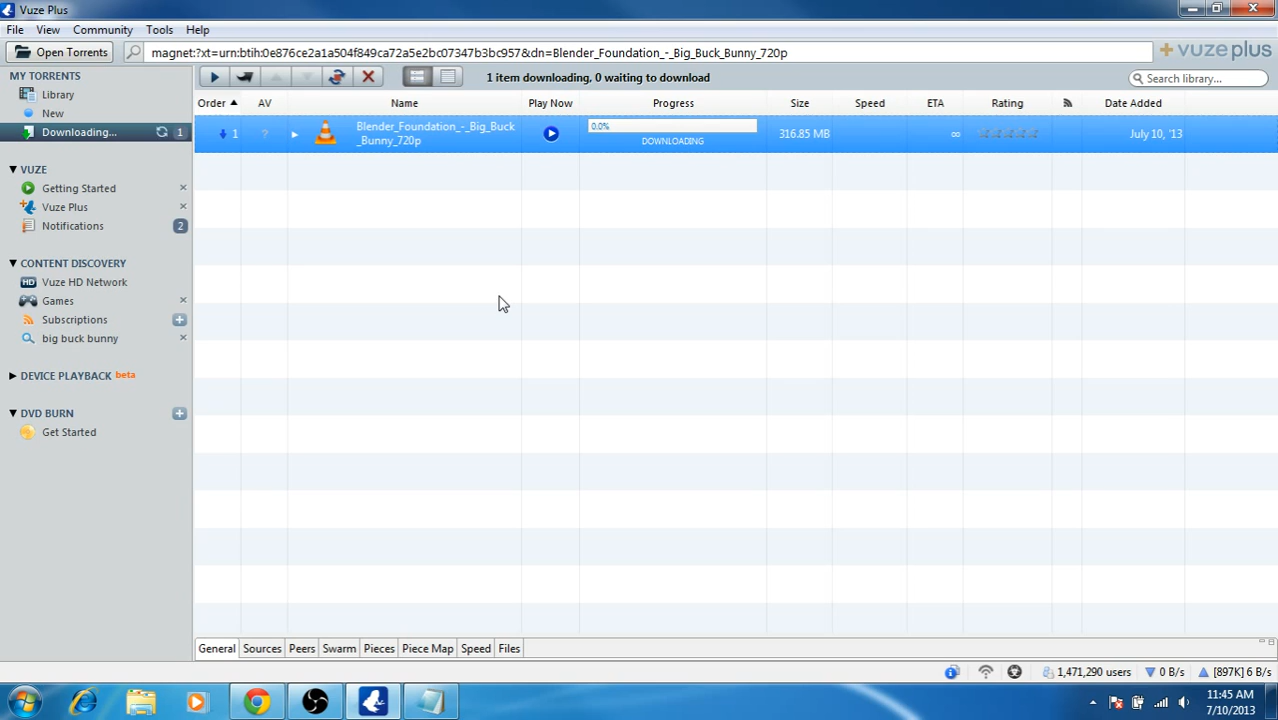 Vuze Plus
File View Community Tools Help
Open Torrents magnet:?xt=urn:btih:0e876ce2a1a504f849ca72a5e2bc07347b3bc957&dn=Blender_Foundation_-_Big_Buck_Bunny_720p vuzeplus
MY TORRENTS
1 item downloading, 0 waiting to download
Search library...
Library
New
Downloading... 1
Order AV Name Play Now Progress Size Speed ETA Rating Date Added
1 ? Blender_Foundation_-_Big_Buck
_Bunny_720p
0.0%
DOWNLOADING
316.85 MB ∞ July 10, '13
VUZE
Getting Started
Vuze Plus
Notifications 2
CONTENT DISCOVERY
HD Vuze HD Network
Games
Subscriptions
big buck bunny
DEVICE PLAYBACK beta
DVD BURN
Get Started
General Sources Peers Swarm Pieces Piece Map Speed Files
1,471,290 users 0 B/s [897K] 6 B/s
11:45 AM
7/10/2013